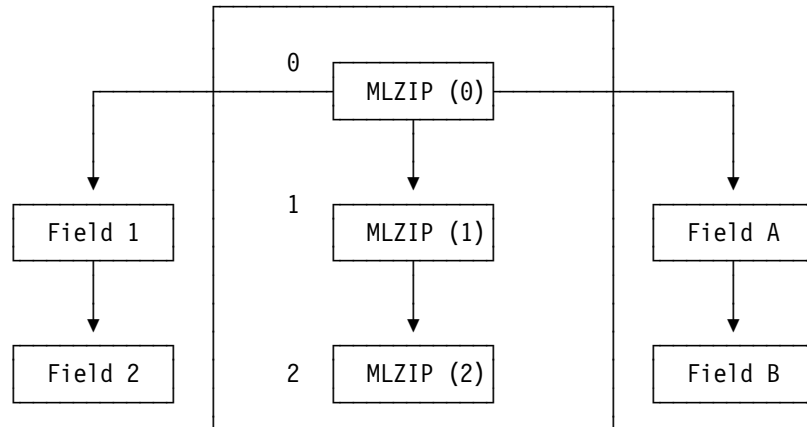 0
MLZIP (0)
Field 1
1
MLZIP (1)
Field A
Field 2
2
MLZIP (2)
Field B